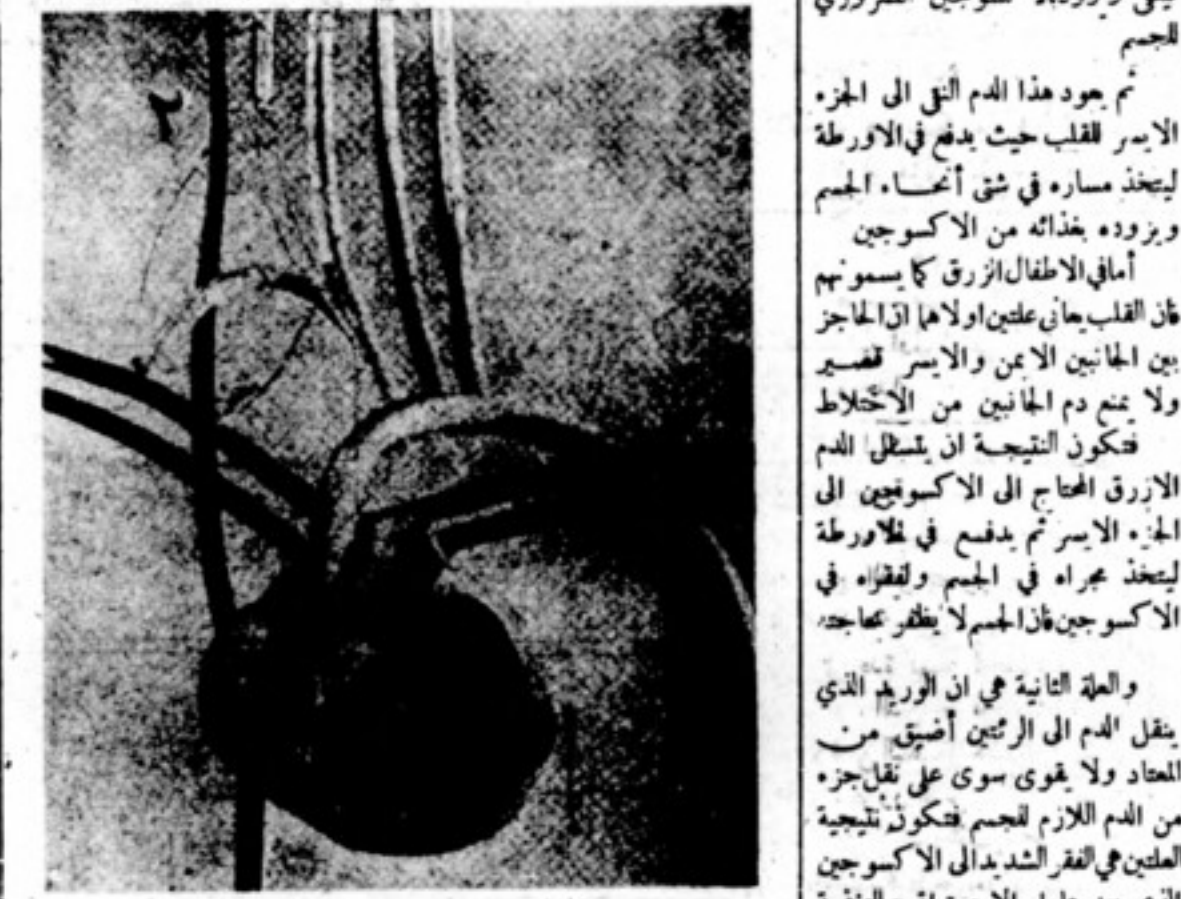 للجسم
ثم يعود هذا الدم النقى الى الجزء
الايسر للقلب حيث يدفع في الاورطة
ليتخذ مساره في شتى أنحاء الجسم
ويزوده بغذائه من الاكسوجين
أما في الاطفال الزرق كما يسمونهم
فان القلب يعانى علتين اولاهما ان الحاجز
بين الجانبين الايمن والايسر قصير
ولا يمنع دم الجانبين من الاختلاط
فتكون النتيجة ان الدم
الازرق المحتاج الى الاكسوجين الى
الجزء الايسر ثم يدفع في الاورطة
ليتخذ مجراه في الجسم ولفقراه في
الاكسوجين فان الجسم لا يظفر بحاجته
والعلة الثانية هي ان الوريد الذي
ينقل الدم الى الرئتين أضيق من
المعتاد ولا يقوى سوى على نقل جزء
من الدم اللازم للجسم فتكون نتيجة
العلتين هي الفقر الشديد الى الاكسوجين
٢